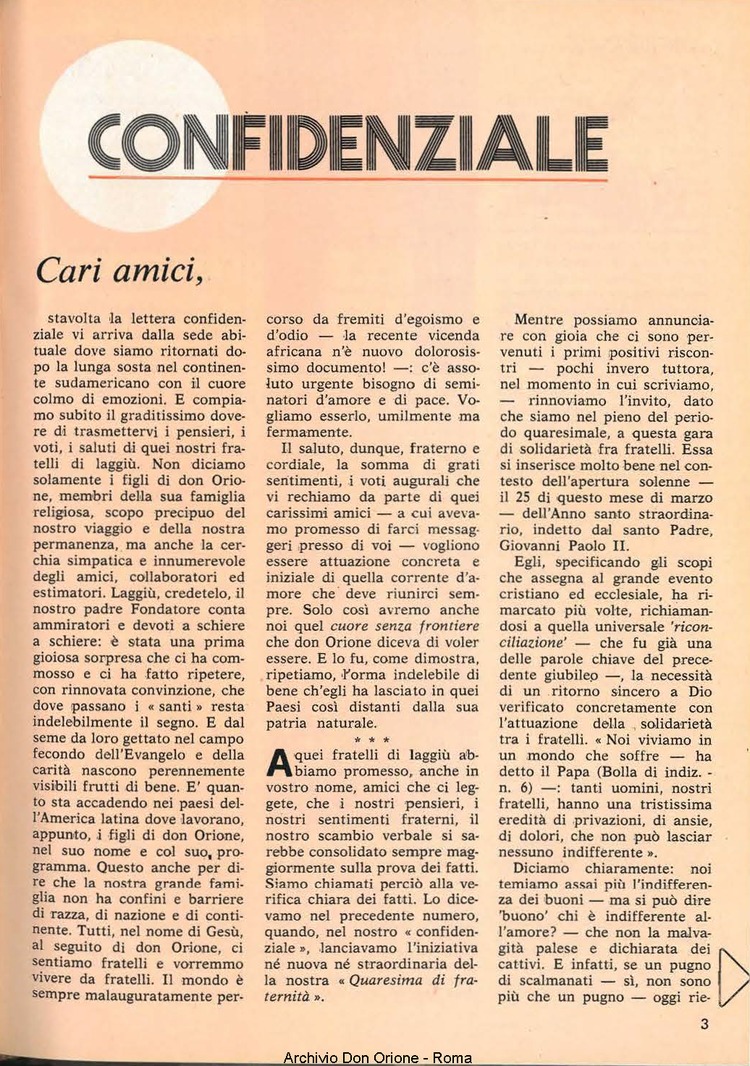 CONFIDENZIALE
Cari amici,
stavolta la lettera confiden-
ziale vi arriva dalla sede abi-
tuale dove siamo ritornati do-
po la lunga sosta nel continen-
te sudamericano con il cuore
colmo di emozioni. E compia-
mo subito il graditissimo dove-
re di trasmettervi i pensieri, i
voti, i saluti di quei nostri fra-
telli di laggiù. Non diciamo
solamente i figli di don Orio-
ne, membri della sua famiglia
religiosa, scopo precipuo del
nostro viaggio e della nostra
permanenza, ma anche la cer-
chia simpatica e innumerevole
degli amici, collaboratori ed
estimatori. Laggiù, credetelo, il
nostro padre Fondatore conta
ammiratori e devoti a schiere
a schiere: è stata una prima
gioiosa sorpresa che ci ha com-
mosso e ci ha fatto ripetere,
con rinnovata convinzione, che
dove passano i « santi » resta
indelebilmente il segno. E dal
seme da loro gettato nel campo
fecondo dell'Evangelo e della
carità nascono perennemente
visibili frutti di bene. E' quan-
to sta accadendo nei paesi del-
l'America latina dove lavorano,
appunto, i figli di don Orione,
nel suo nome e col suo pro-
gramma. Questo anche per di-
re che la nostra grande fami-
glia non ha confini e barriere
di razza, di nazione e di conti-
nente. Tutti, nel nome di Gesù,
al seguito di don Orione, ci
sentiamo fratelli e vorremmo
vivere da fratelli. Il mondo è
sempre malauguratamente per-
corso da fremiti d'egoismo e
d'odio — la recente vicenda
africana n'è nuovo dolorosis-
simo documento! —: c'è asso-
luto urgente bisogno di semi-
natori d'amore e di pace. Vo-
gliamo esserlo, umilmente ma
fermamente.
Il saluto, dunque, fraterno e
cordiale, la somma di grati
sentimenti, i voti augurali che
vi rechiamo da parte di quei
carissimi amici — a cui aveva-
mo promesso di farci messag-
geri presso di voi — vogliono
essere attuazione concreta e
iniziale di quella corrente d'a-
more che deve riunirci sem-
pre. Solo così avremo anche
noi quel cuore senza frontiere
che don Orione diceva di voler
essere. E lo fu, come dimostra,
ripetiamo, l'orma indelebile di
bene ch'egli ha lasciato in quei
Paesi così distanti dalla sua
patria naturale.
* * *
A quei fratelli di laggiù ab-
biamo promesso, anche in
vostro nome, amici che ci leg-
gete, che i nostri pensieri, i
nostri sentimenti fraterni, il
nostro scambio verbale si sa-
rebbe consolidato sempre mag-
giormente sulla prova dei fatti.
Siamo chiamati perciò alla ve-
rifica chiara dei fatti. Lo dice-
vamo nel precedente numero,
quando, nel nostro « confiden-
ziale », lanciavamo l'iniziativa
né nuova né straordinaria del-
la nostra « Quaresima di fra-
ternità ».
Mentre possiamo annuncia-
re con gioia che ci sono per-
venuti i primi positivi riscon-
tri — pochi invero tuttora,
nel momento in cui scriviamo,
— rinnoviamo l'invito, dato
che siamo nel pieno del perio-
do quaresimale, a questa gara
di solidarietà fra fratelli. Essa
si inserisce molto bene nel con-
testo dell'apertura solenne —
il 25 di questo mese di marzo
— dell'Anno santo straordina-
rio, indetto dal santo Padre,
Giovanni Paolo II.
Egli, specificando gli scopi
che assegna al grande evento
cristiano ed ecclesiale, ha ri-
marcato più volte, richiaman-
dosi a quella universale 'ricon-
ciliazione' — che fu già una
delle parole chiave del prece-
dente giubileo —, la necessità
di un ritorno sincero a Dio
verificato concretamente con
l'attuazione della solidarietà
tra i fratelli. « Noi viviamo in
un mondo che soffre — ha
detto il Papa (Bolla di indiz. -
n. 6) —: tanti uomini, nostri
fratelli, hanno una tristissima
eredità di privazioni, di ansie,
di dolori, che non può lasciar
nessuno indifferente ».
Diciamo chiaramente: noi
temiamo assai più l'indifferen-
za dei buoni — ma si può dire
'buono' chi è indifferente al-
l'amore? — che non la malva-
gità palese e dichiarata dei
cattivi. E infatti, se un pugno
di scalmanati — sì, non sono
più che un pugno — oggi rie-
3
Archivio Don Orione - Roma